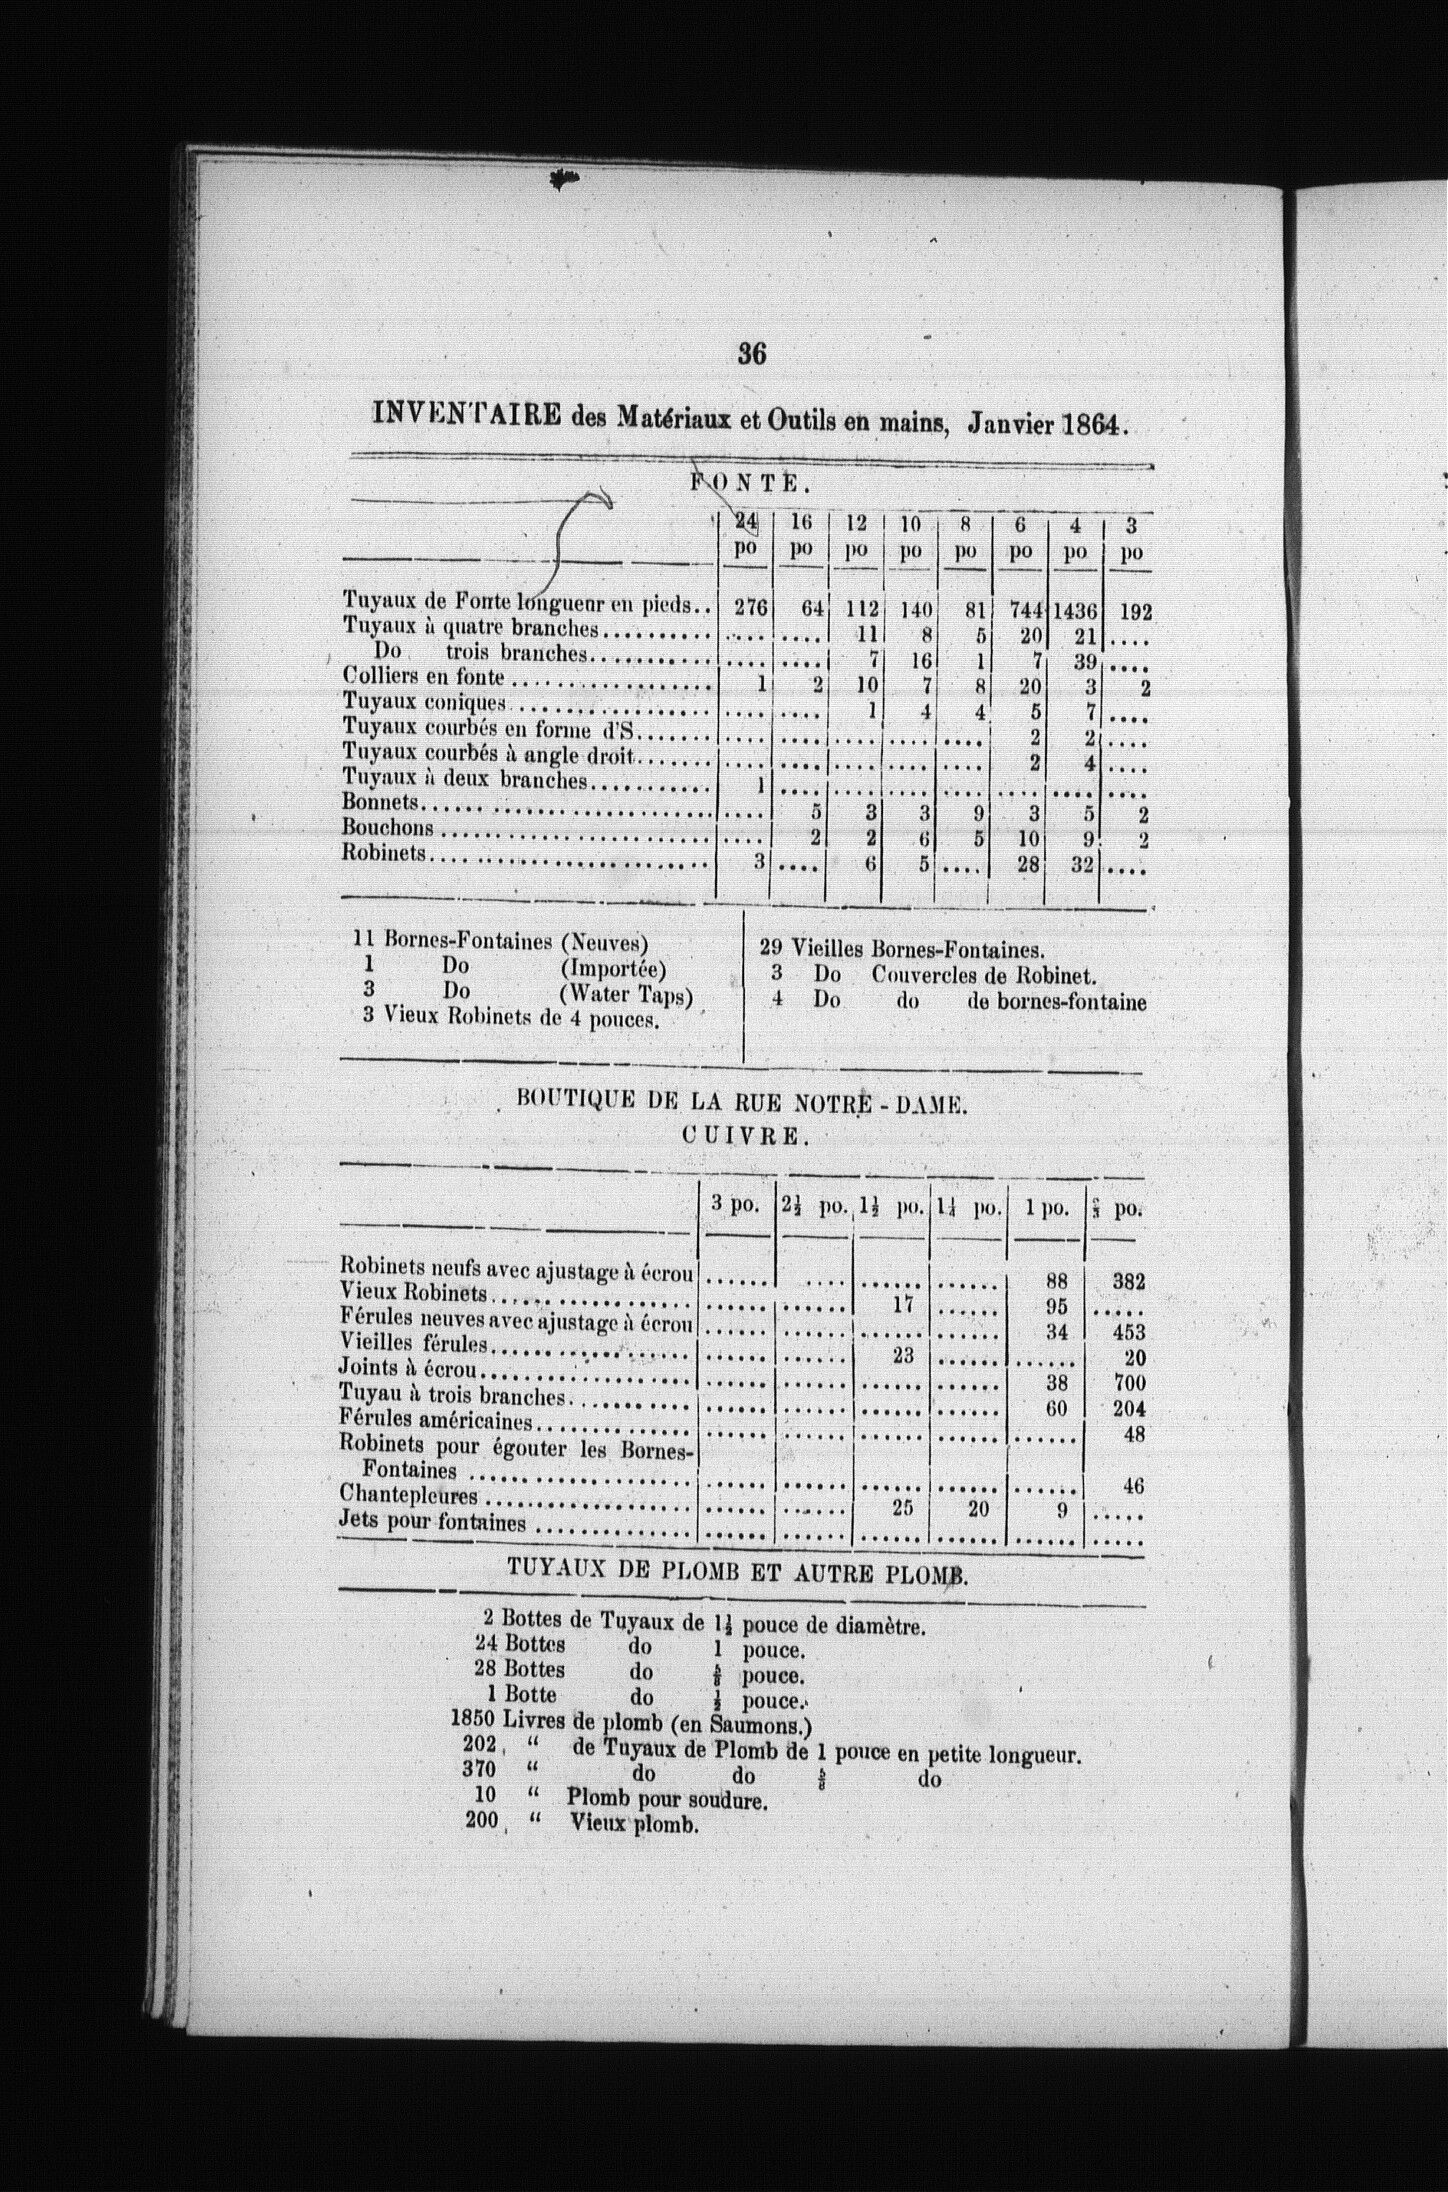 36
INVENTAIRE des Matériaux et Outils en mains, Janvier 1864.
FONTE.
24 po | 16 po | 12 po | 10 po | 8 po | 6 po | 4 po | 3 po
Tuyaux de Fonte longueur en pieds.. 276 | 64 | 112 | 140 | 81 | 744 | 1436 | 192
Tuyaux à quatre branches.......... .... | .... | 11 | 8 | 5 | 20 | 21 | ....
Do trois branches........... .... | .... | 7 | 16 | 1 | 7 | 39 | ....
Colliers en fonte ................... 1 | 2 | 10 | 7 | 8 | 20 | 3 | 2
Tuyaux coniques................... .... | .... | 1 | 4 | 4 | 5 | 7 | ....
Tuyaux courbés en forme d'S....... .... | .... | .... | .... | .... | 2 | 2 | ....
Tuyaux courbés à angle droit....... .... | .... | .... | .... | .... | 2 | 4 | ....
Tuyaux à deux branches........... 1 | .... | .... | .... | .... | .... | .... | ....
Bonnets........................... .... | 5 | 3 | 3 | 9 | 3 | 5 | 2
Bouchons ......................... .... | 2 | 2 | 6 | 5 | 10 | 9 | 2
Robinets.......................... 3 | .... | 6 | 5 | .... | 28 | 32 | ....
11 Bornes-Fontaines (Neuves)
1 Do (Importée)
3 Do (Water Taps)
3 Vieux Robinets de 4 pouces.
29 Vieilles Bornes-Fontaines.
3 Do Couvercles de Robinet.
4 Do do de bornes-fontaine
BOUTIQUE DE LA RUE NOTRE-DAME.
CUIVRE.
3 po. | 2½ po. | 1½ po. | 1¼ po. | 1 po. | po.
Robinets neufs avec ajustage à écrou ...... | .... | ...... | ...... | 88 | 382
Vieux Robinets................... ...... | ...... | 17 | ...... | 95 | .....
Férules neuves avec ajustage à écrou ...... | ...... | ...... | ...... | 34 | 453
Vieilles férules................... ...... | ...... | 23 | ...... | ...... | 20
Joints à écrou.................... ...... | ...... | ...... | ...... | 38 | 700
Tuyau à trois branches........... ...... | ...... | ...... | ...... | 60 | 204
Férules américaines............... ...... | ...... | ...... | ...... | ...... | 48
Robinets pour égouter les Bornes-
Fontaines ..................... ...... | ...... | ...... | ...... | ...... | 46
Chantepleures .................... ...... | ...... | 25 | 20 | 9 | .....
Jets pour fontaines ............... ...... | ...... | ...... | ...... | ...... | .....
TUYAUX DE PLOMB ET AUTRE PLOMB.
2 Bottes de Tuyaux de 1½ pouce de diamètre.
24 Bottes do 1 pouce.
28 Bottes do ⅝ pouce.
1 Botte do ½ pouce.
1850 Livres de plomb (en Saumons.)
202 “ de Tuyaux de Plomb de 1 pouce en petite longueur.
370 “ do do ⅝ do
10 “ Plomb pour soudure.
200 “ Vieux plomb.